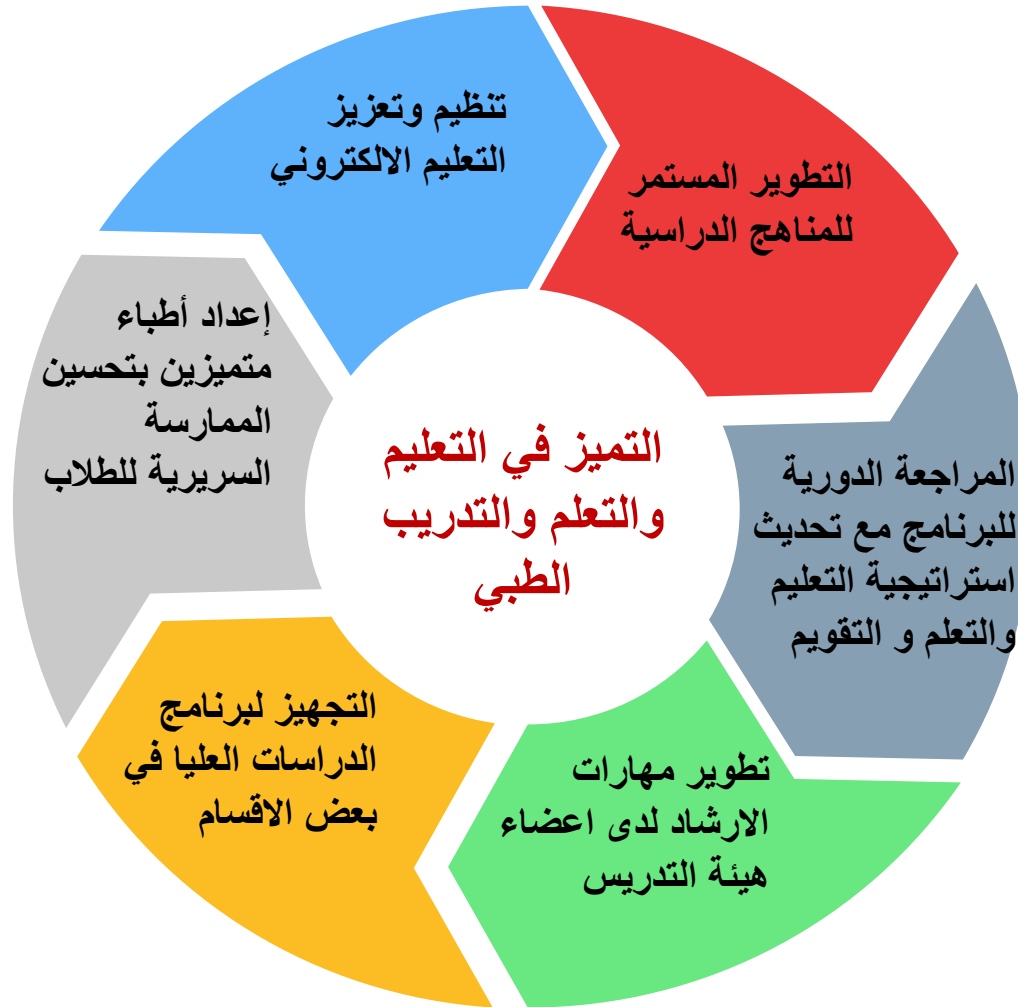 التميز في التعليم
والتعلم والتدريب
الطبي
التطوير المستمر
للمناهج الدراسية
المراجعة الدورية
للبرنامج مع تحديث
استراتيجية التعليم
والتعلم و التقويم
تطوير مهارات
الارشاد لدى اعضاء
هيئة التدريس
التجهيز لبرنامج
الدراسات العليا في
بعض الاقسام
إعداد أطباء
متميزين بتحسين
الممارسة
السريرية للطلاب
تنظيم وتعزيز
التعليم الالكتروني